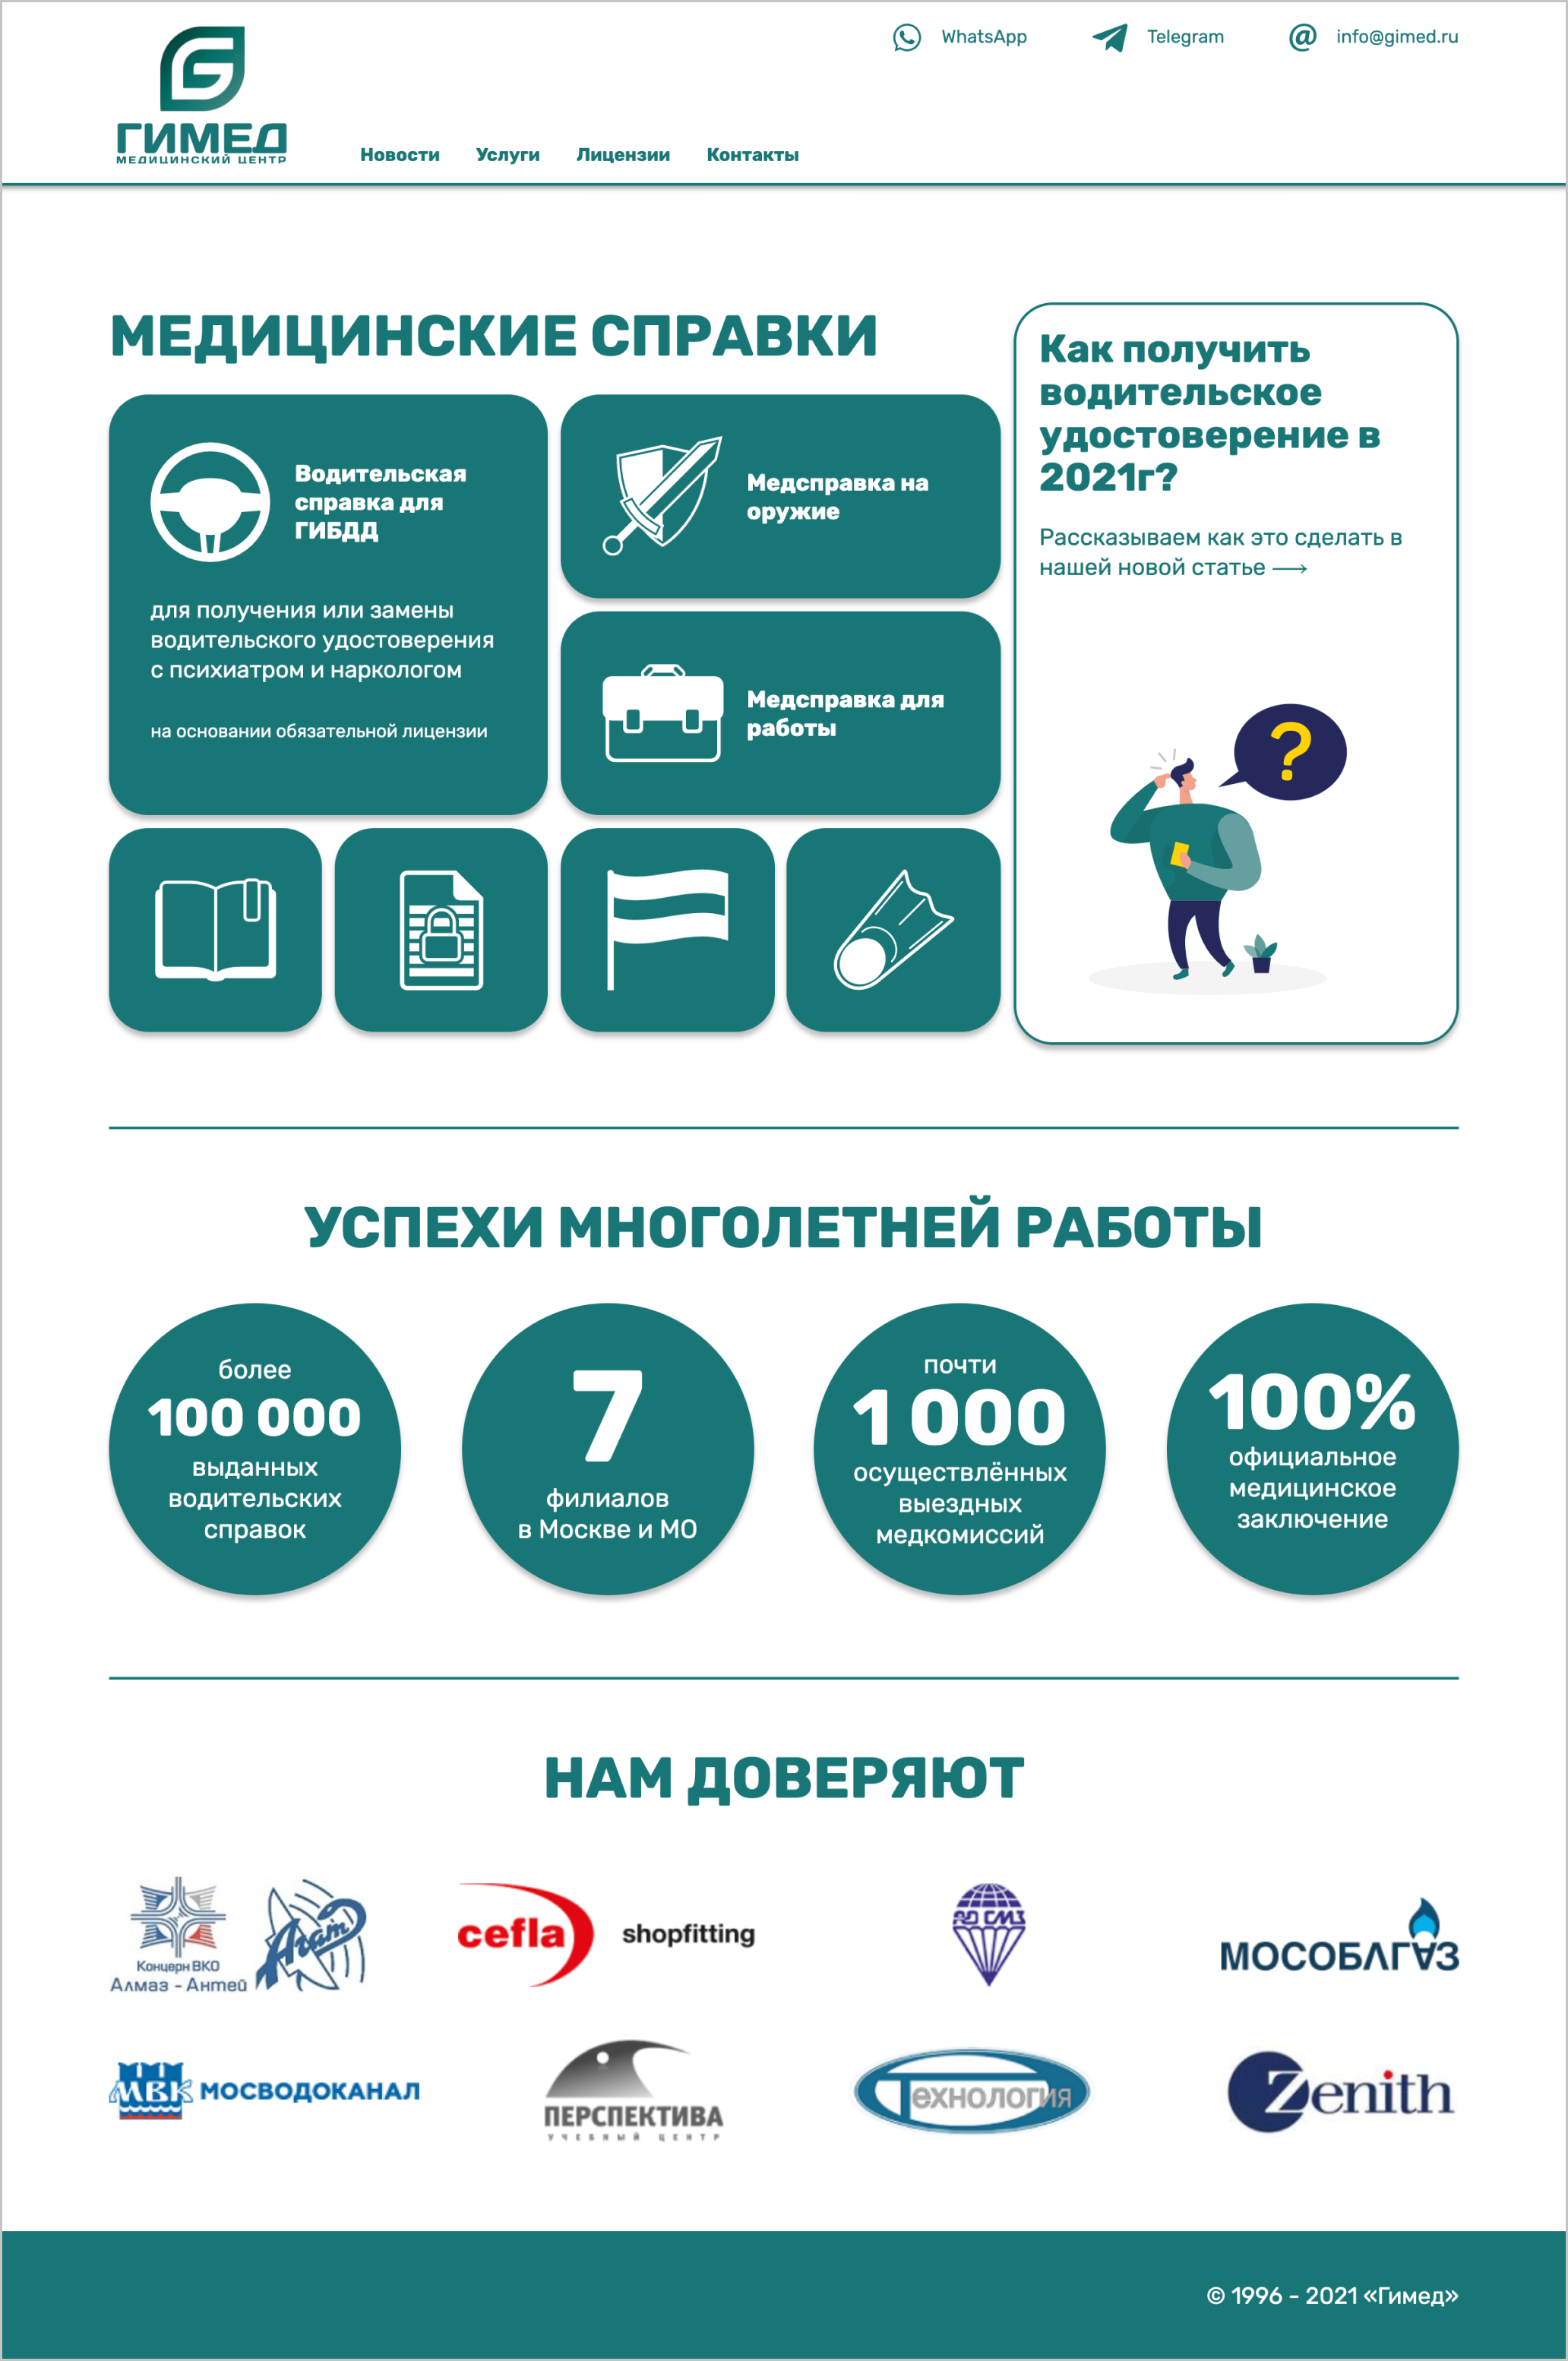 ГИМЕД
МЕДИЦИНСКИЙ ЦЕНТР
WhatsApp
Telegram
@ info@gimed.ru
Новости Услуги Лицензии Контакты
МЕДИЦИНСКИЕ СПРАВКИ
Водительская
справка для
ГИБДД
для получения или замены
водительского удостоверения
с психиатром и наркологом
на основании обязательной лицензии
Медсправка на
оружие
Медсправка для
работы
Как получить
водительское
удостоверение в
2021г?
Рассказываем как это сделать в
нашей новой статье ⟶
?
УСПЕХИ МНОГОЛЕТНЕЙ РАБОТЫ
более
100 000
выданных
водительских
справок
7
филиалов
в Москве и МО
почти
1 000
осуществлённых
выездных
медкомиссий
100%
официальное
медицинское
заключение
НАМ ДОВЕРЯЮТ
Концерн ВКО
Алмаз - Антей
Агат
cefla shopfitting
МОСОБЛГАЗ
МВК МОСВОДОКАНАЛ
ПЕРСПЕКТИВА
УЧЕБНЫЙ ЦЕНТР
Технология
Zenith
© 1996 - 2021 «Гимед»